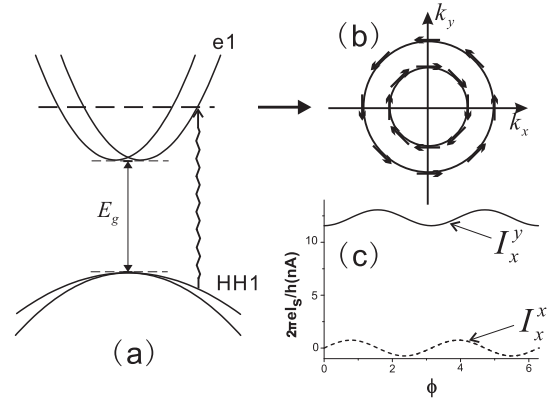 e1
E_g
HH1
(a)
(b)
k_y
k_x
2πeI_s/h(nA)
10
5
0
(c)
I_x^y
I_x^x
0
2
4
6
ϕ